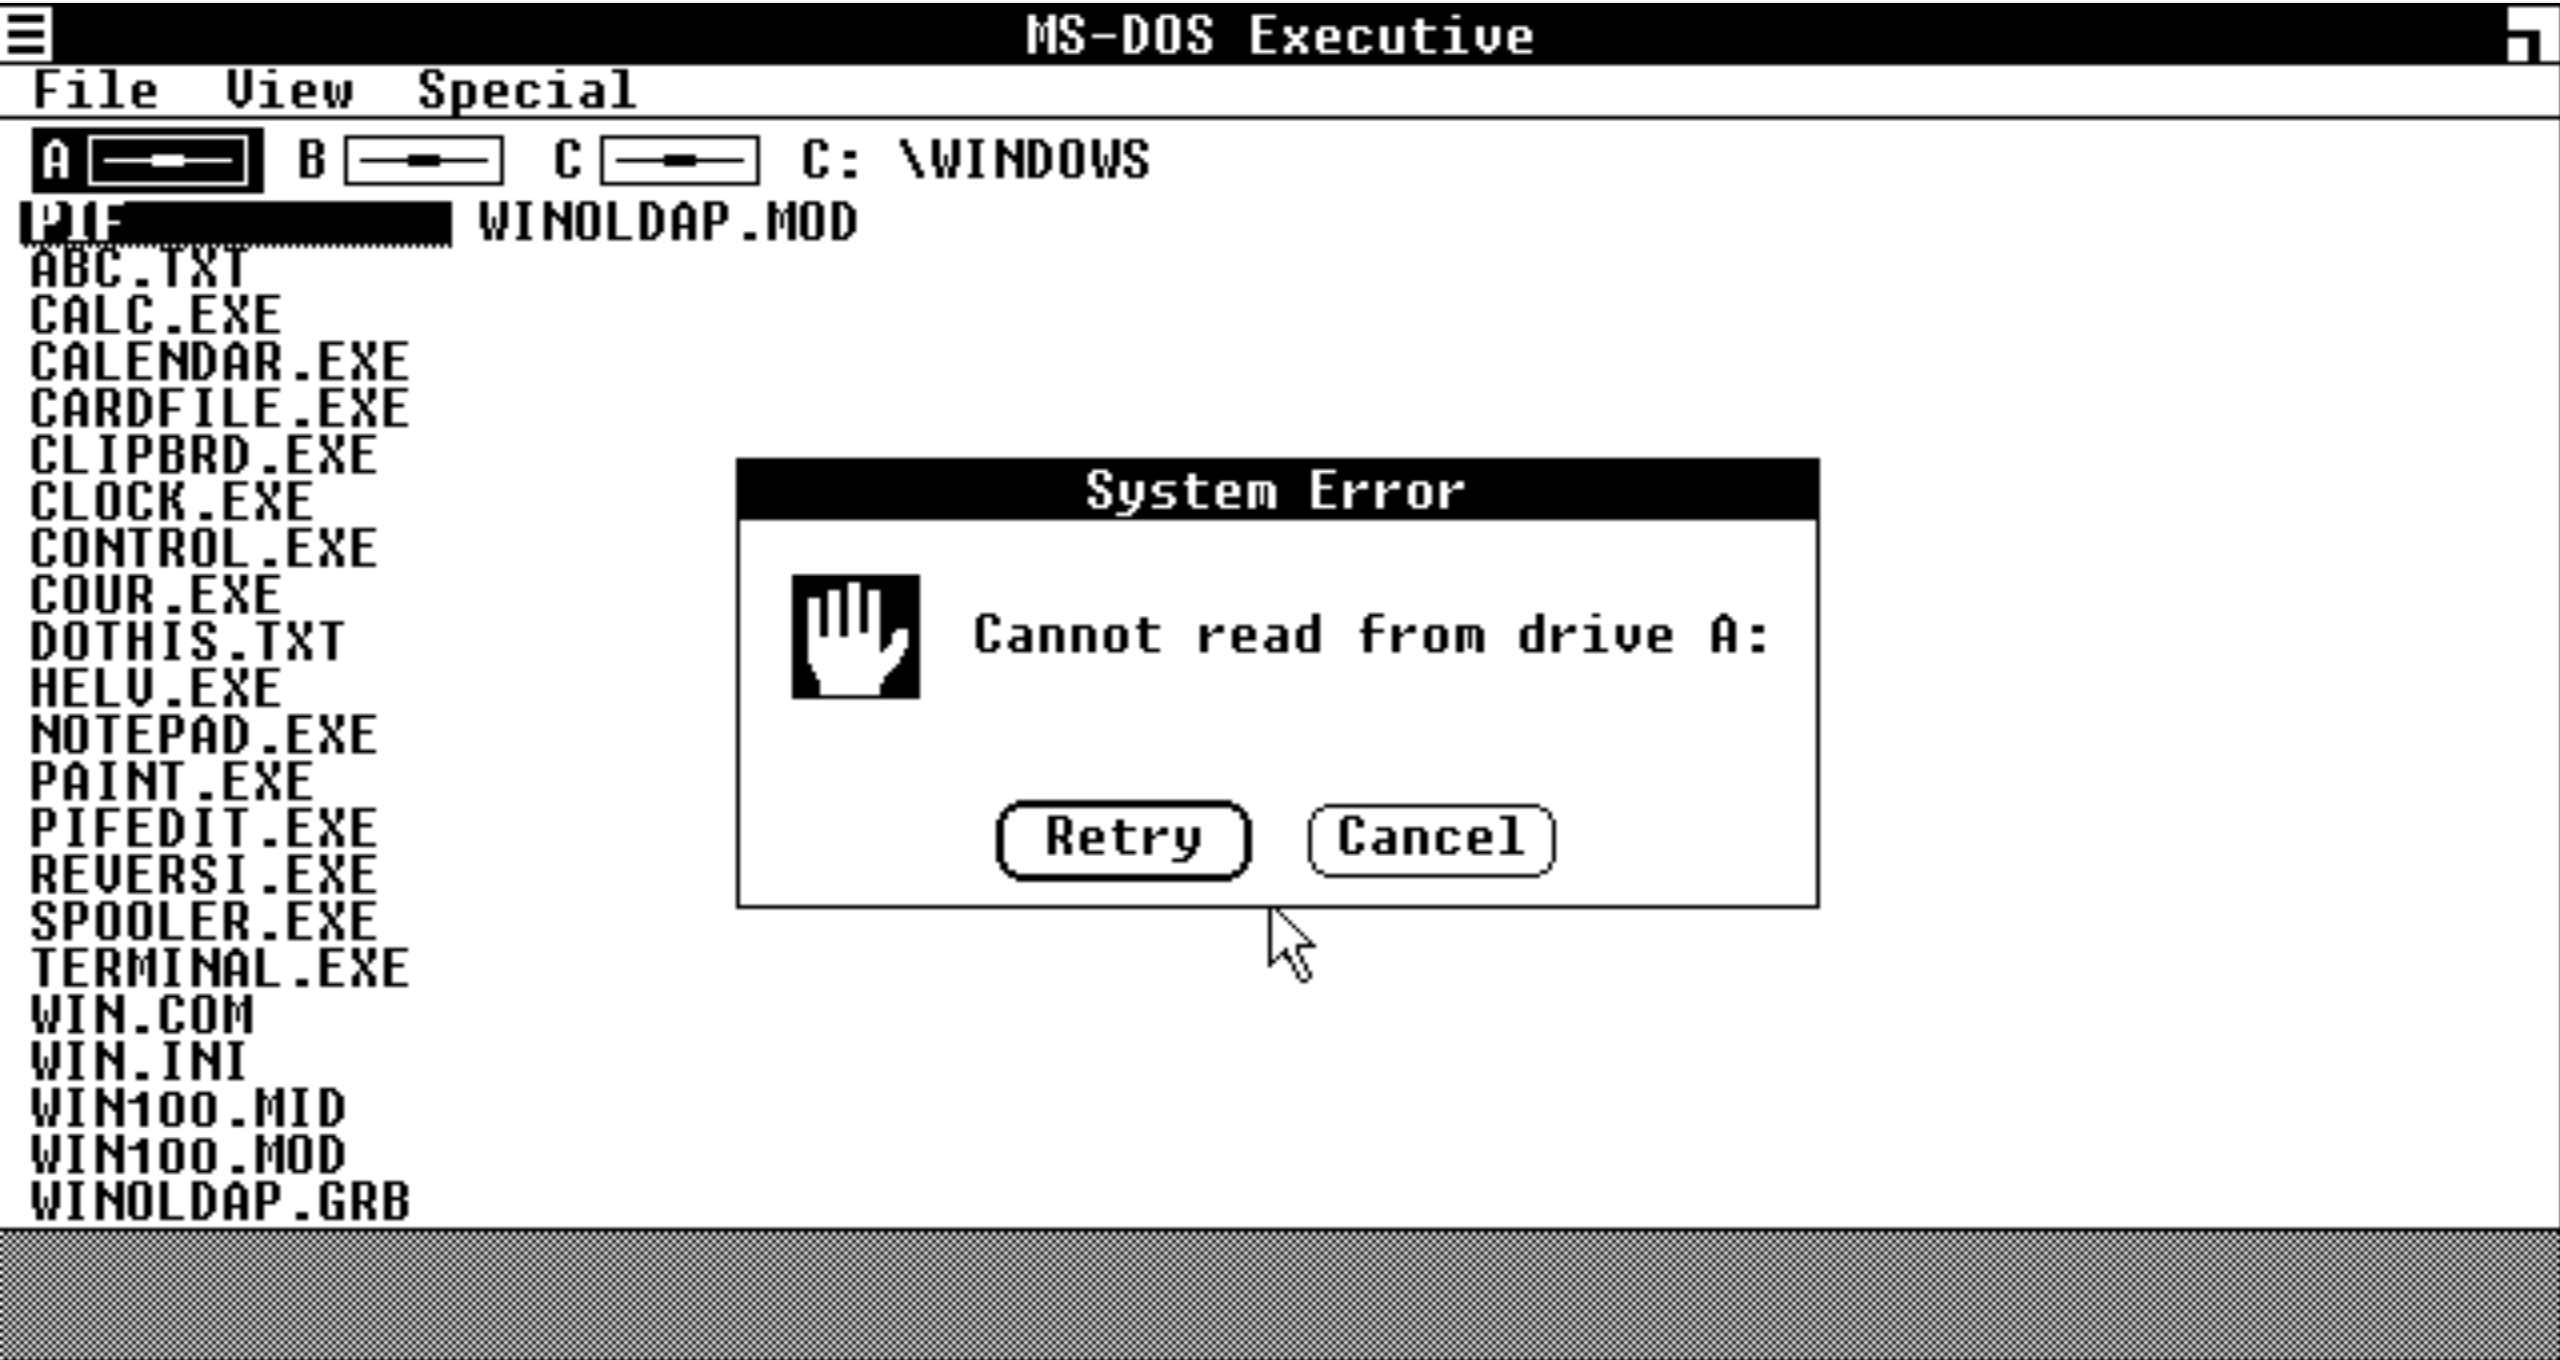 MS-DOS Executive
File View Special
A B C C: \WINDOWS
PIF WINOLDAP.MOD
ABC.TXT
CALC.EXE
CALENDAR.EXE
CARDFILE.EXE
CLIPBRD.EXE
CLOCK.EXE
CONTROL.EXE
COUR.EXE
DOTHIS.TXT
HELV.EXE
NOTEPAD.EXE
PAINT.EXE
PIFEDIT.EXE
REVERSI.EXE
SPOOLER.EXE
TERMINAL.EXE
WIN.COM
WIN.INI
WIN100.MID
WIN100.MOD
WINOLDAP.GRB
System Error
Cannot read from drive A:
Retry Cancel